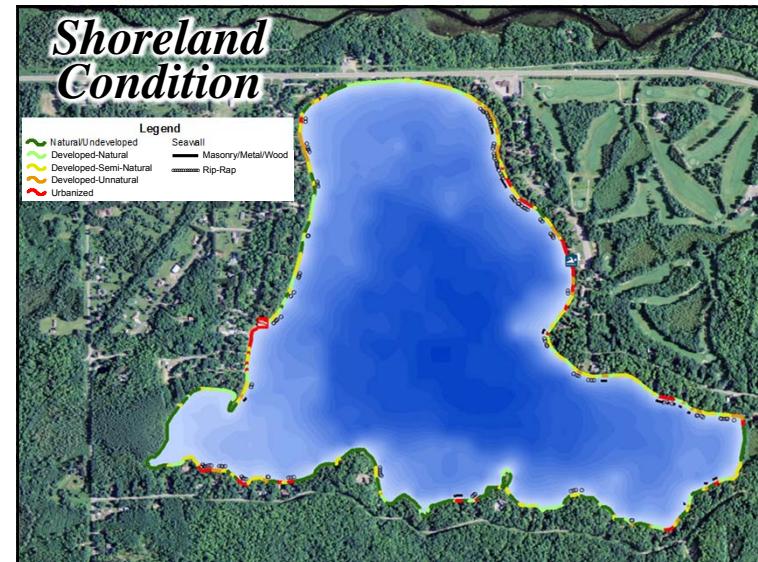 Shoreland
Condition
Legend
Natural/Undeveloped
Developed-Natural
Developed-Semi-Natural
Developed-Unnatural
Urbanized
Seawall
Masonry/Metal/Wood
Rip-Rap